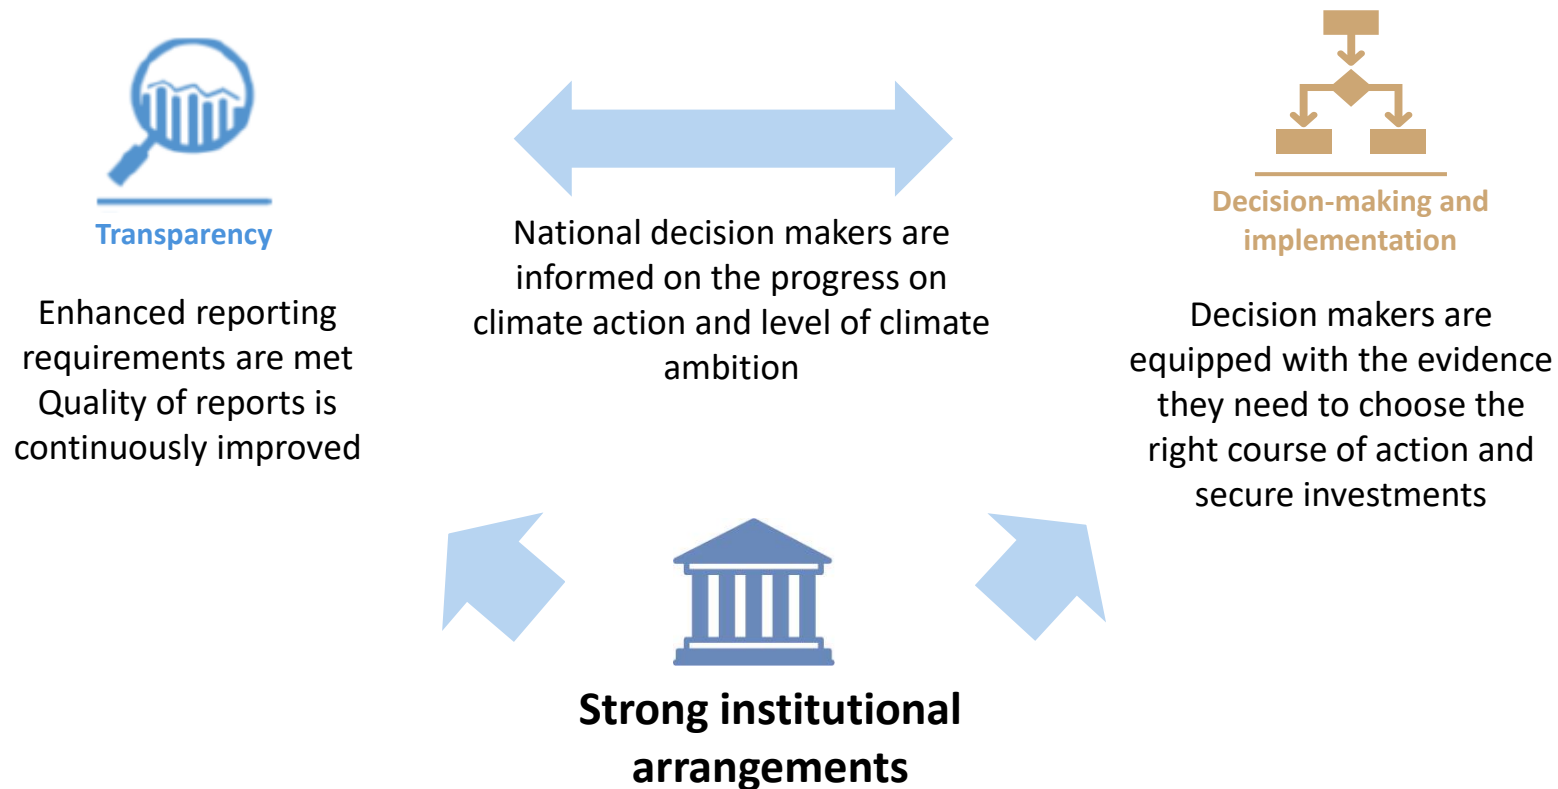 Transparency
Enhanced reporting
requirements are met
Quality of reports is
continuously improved
National decision makers are
informed on the progress on
climate action and level of climate
ambition
Decision-making and
implementation
Decision makers are
equipped with the evidence
they need to choose the
right course of action and
secure investments
Strong institutional
arrangements